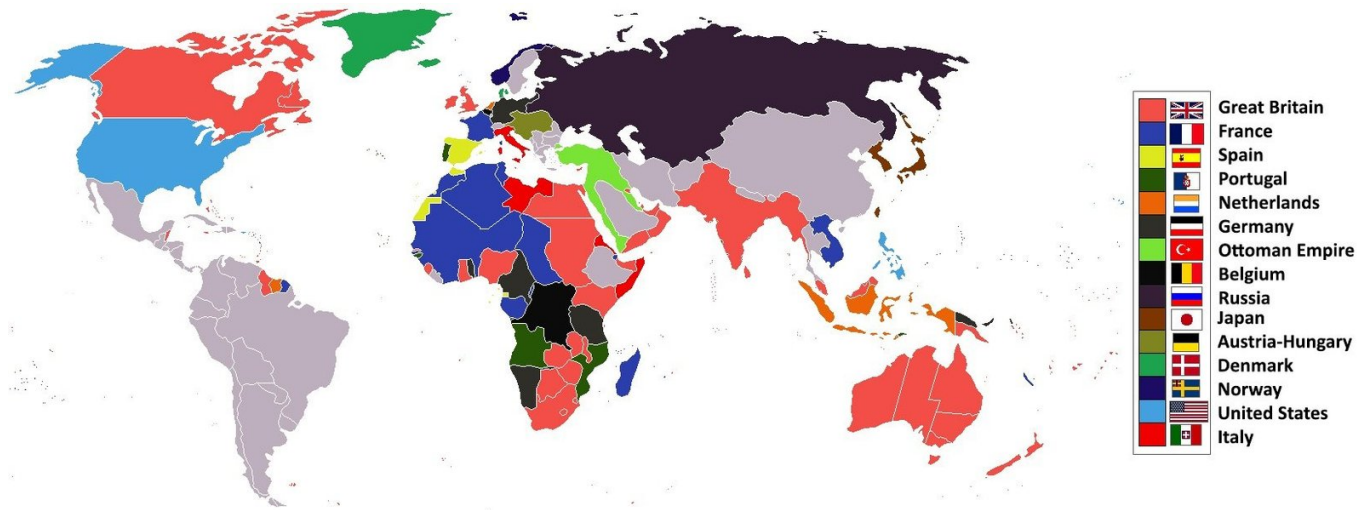 Great Britain
France
Spain
Portugal
Netherlands
Germany
Ottoman Empire
Belgium
Russia
Japan
Austria-Hungary
Denmark
Norway
United States
Italy